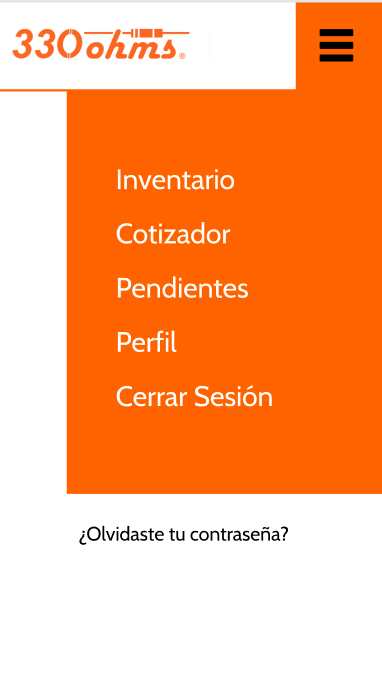 330ohms®
Inventario
Cotizador
Pendientes
Perfil
Cerrar Sesión
¿Olvidaste tu contraseña?